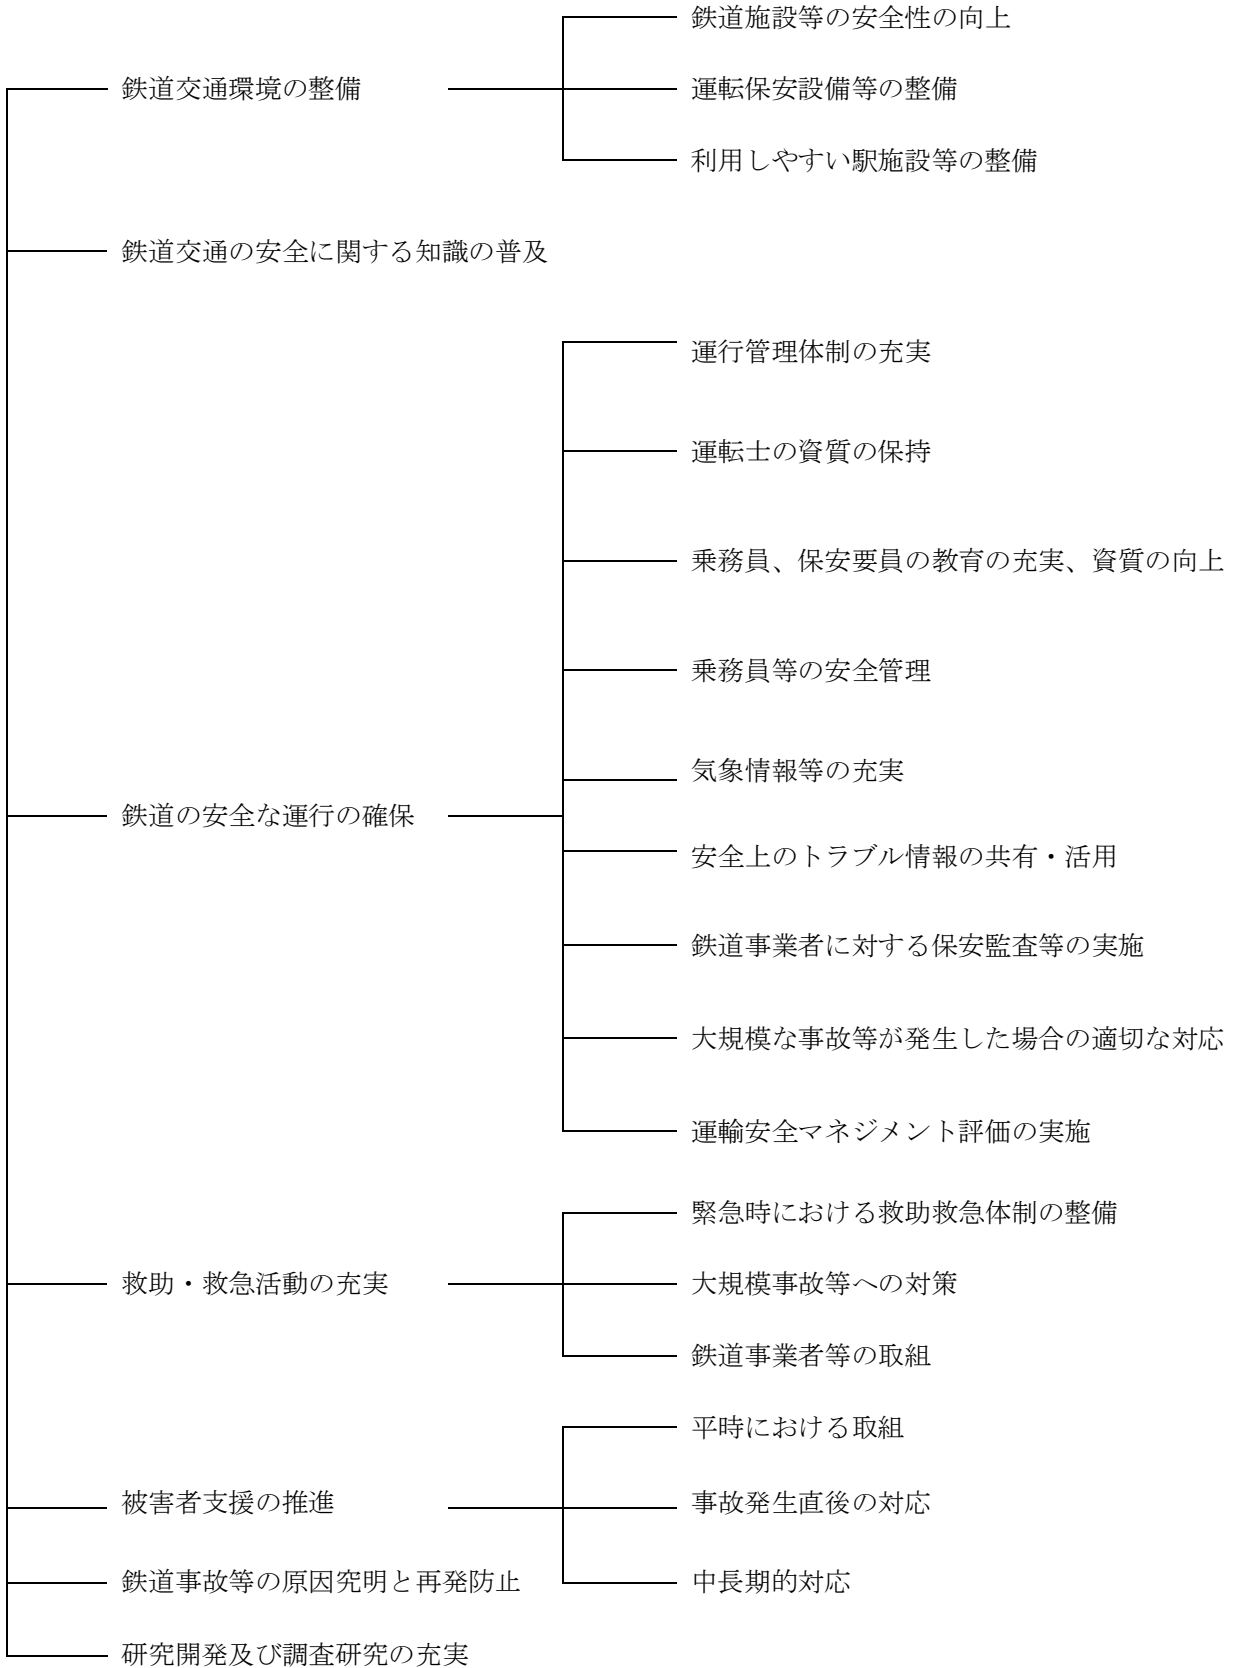 鉄道交通環境の整備
鉄道施設等の安全性の向上
運転保安設備等の整備
利用しやすい駅施設等の整備
鉄道交通の安全に関する知識の普及
鉄道の安全な運行の確保
運行管理体制の充実
運転士の資質の保持
乗務員、保安要員の教育の充実、資質の向上
乗務員等の安全管理
気象情報等の充実
安全上のトラブル情報の共有・活用
鉄道事業者に対する保安監査等の実施
大規模な事故等が発生した場合の適切な対応
運輸安全マネジメント評価の実施
救助・救急活動の充実
緊急時における救助救急体制の整備
大規模事故等への対策
鉄道事業者等の取組
被害者支援の推進
平時における取組
事故発生直後の対応
中長期的対応
鉄道事故等の原因究明と再発防止
研究開発及び調査研究の充実